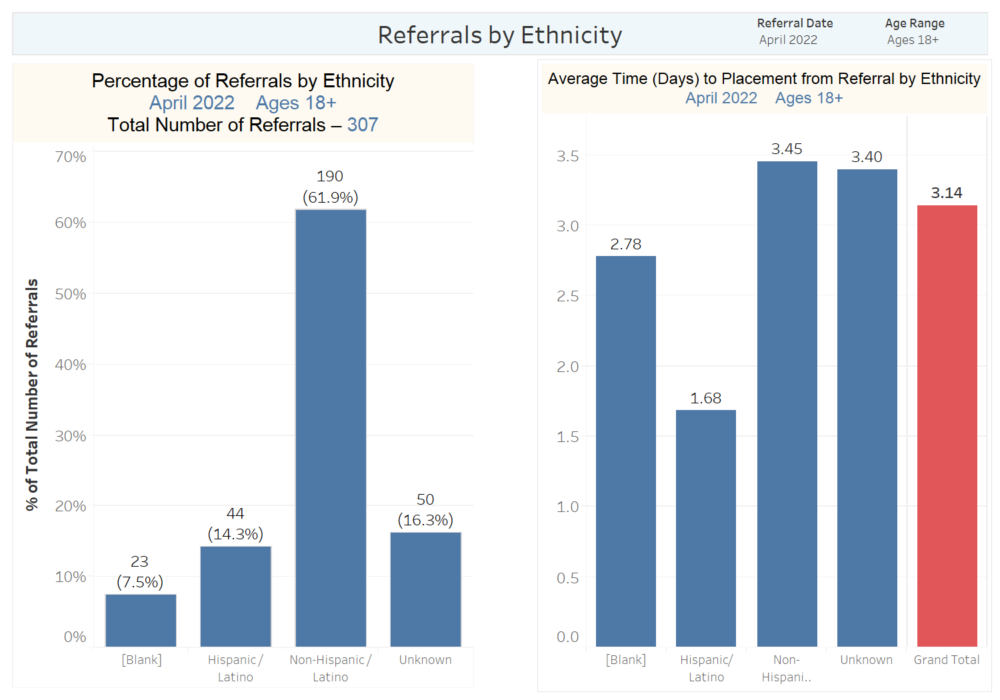 Referrals by Ethnicity
Referral Date
April 2022
Age Range
Ages 18+
Percentage of Referrals by Ethnicity
April 2022 Ages 18+
Total Number of Referrals – 307
% of Total Number of Referrals
70%
60%
50%
40%
30%
20%
10%
0%
23
(7.5%)
44
(14.3%)
190
(61.9%)
50
(16.3%)
[Blank]
Hispanic/
Latino
Non-Hispanic/
Latino
Unknown
Average Time (Days) to Placement from Referral by Ethnicity
April 2022 Ages 18+
3.5
3.0
2.5
2.0
1.5
1.0
0.5
0.0
2.78
1.68
3.45
3.40
3.14
[Blank]
Hispanic/
Latino
Non-
Hispani..
Unknown
Grand Total